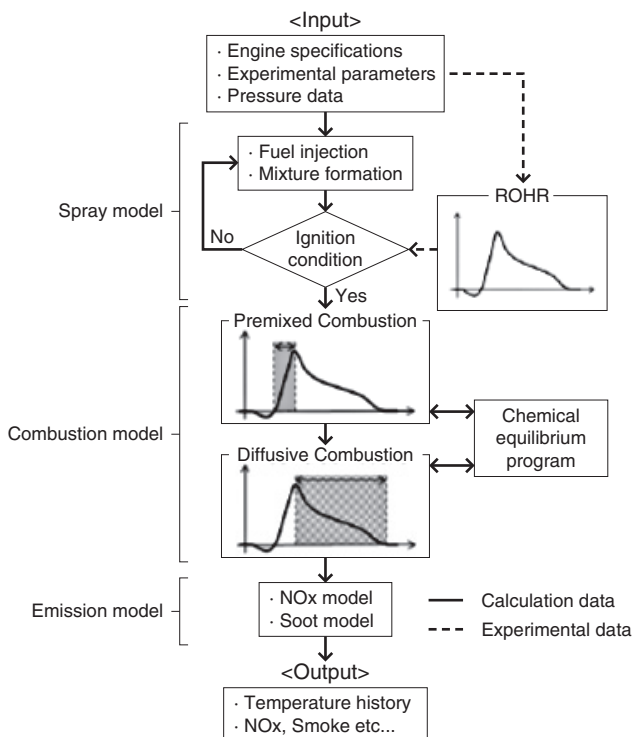 <Input>
· Engine specifications
· Experimental parameters
· Pressure data
· Fuel injection
· Mixture formation
Spray model
No
Ignition
condition
ROHR
Yes
Premixed Combustion
Combustion model
Chemical
equilibrium
program
Diffusive Combustion
Emission model
· NOx model
· Soot model
Calculation data
Experimental data
<Output>
· Temperature history
· NOx, Smoke etc...